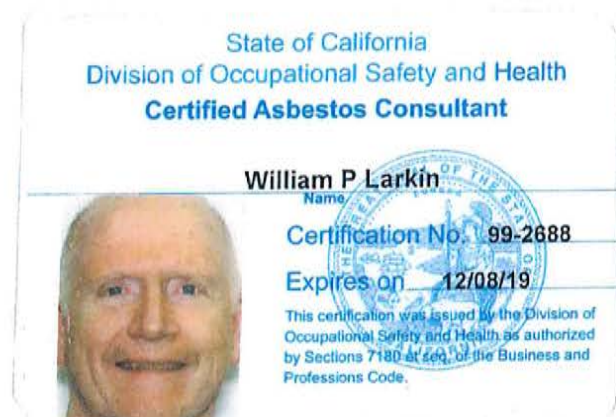 State of California
Division of Occupational Safety and Health
Certified Asbestos Consultant
William P Larkin
Name
Certification No. 99-2688
Expires on 12/08/19
This certification was issued by the Division of
Occupational Safety and Health as authorized
by Sections 7180 et seq. of the Business and
Professions Code.